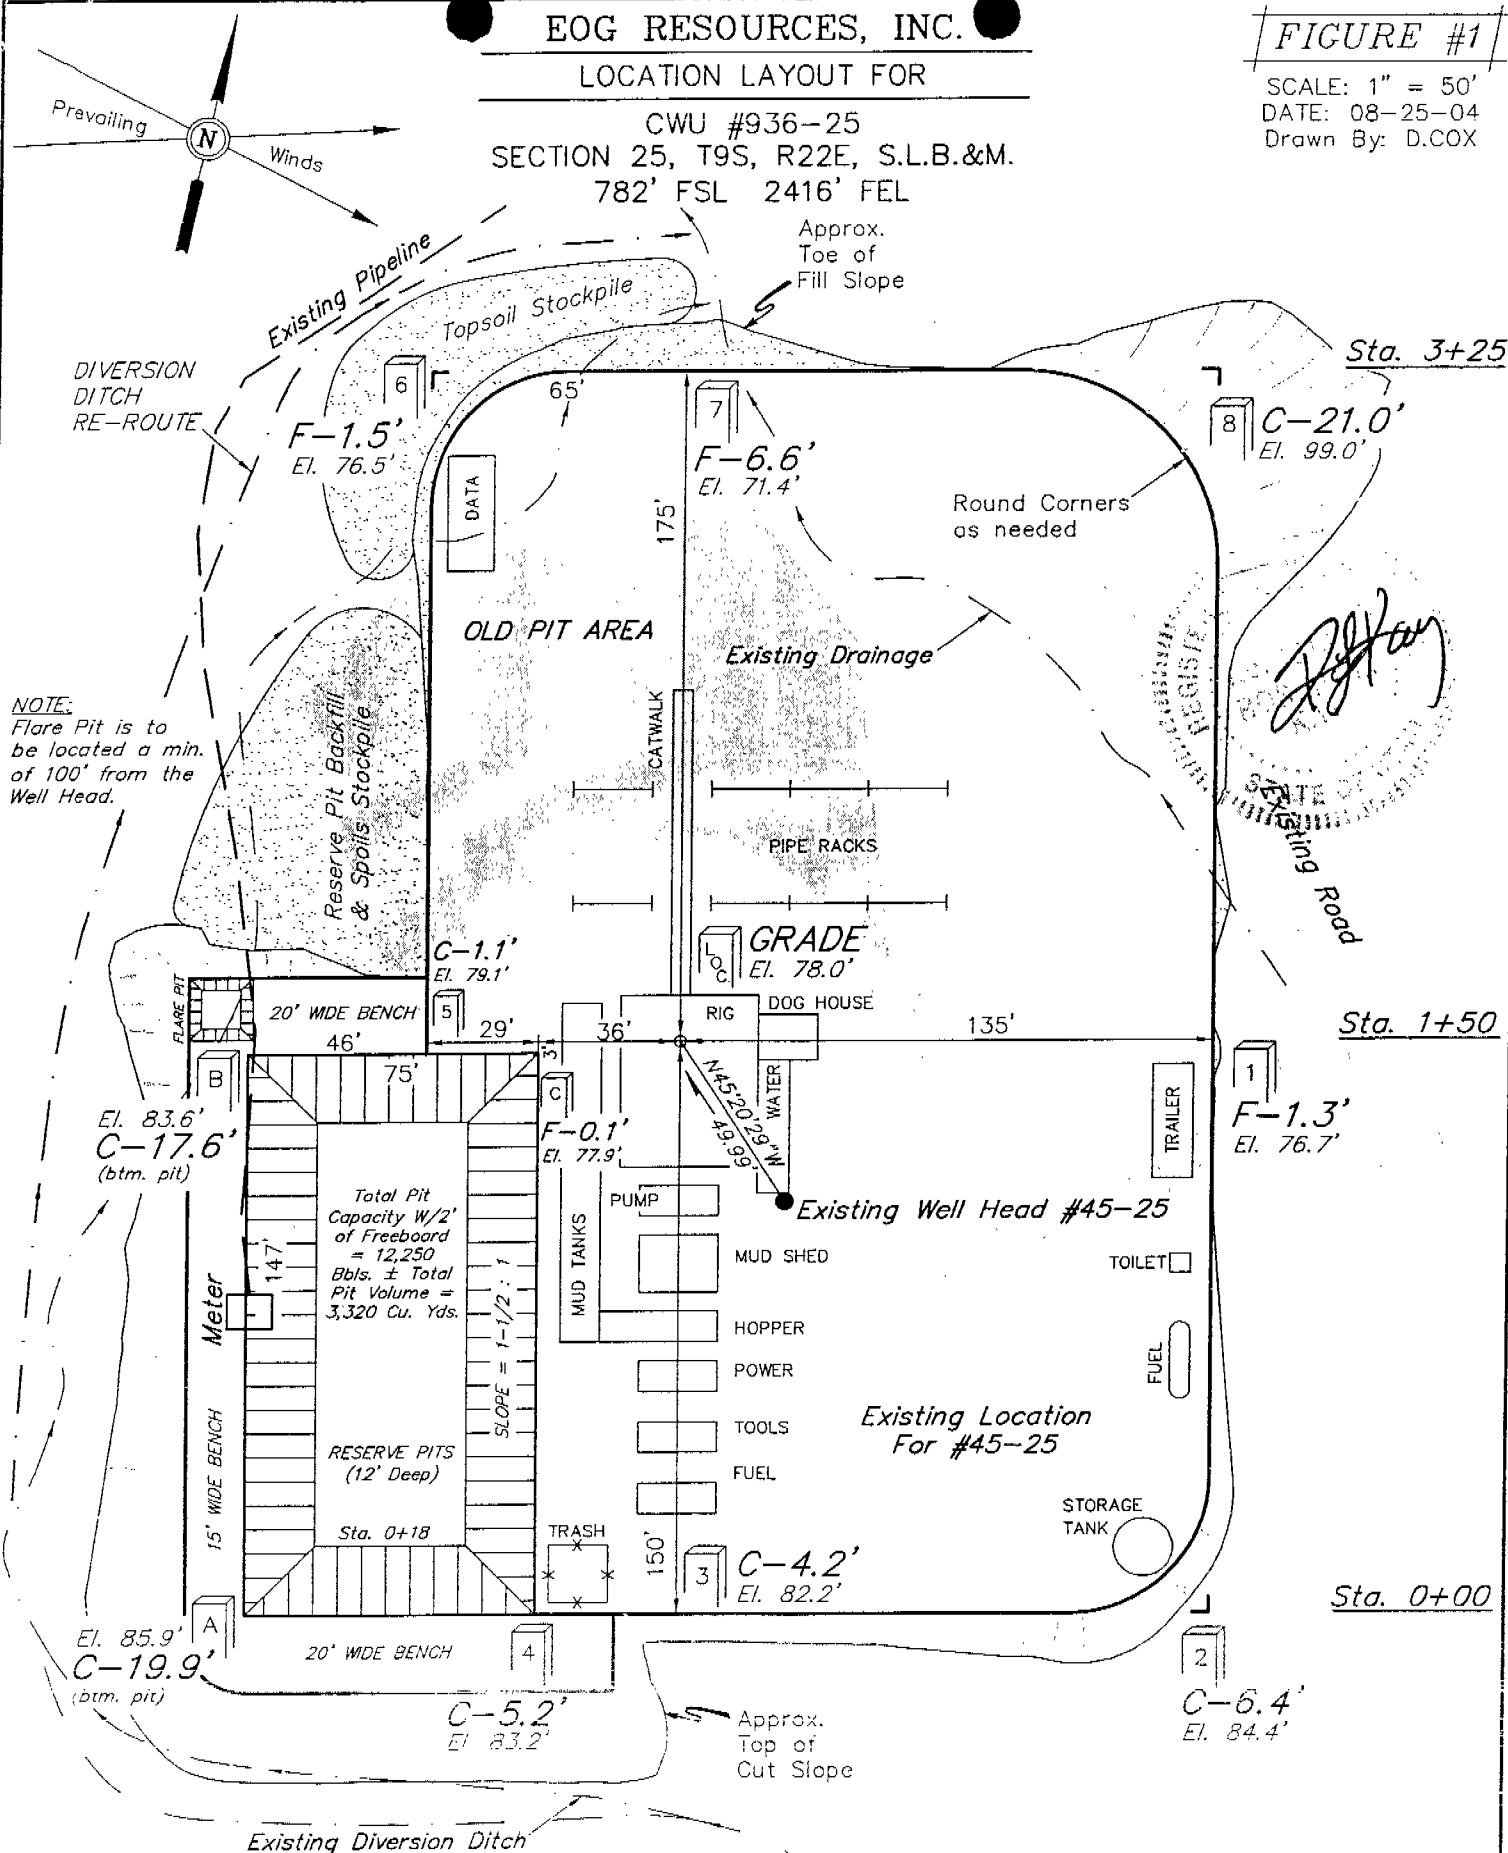 EOG RESOURCES, INC.
LOCATION LAYOUT FOR
CWU #936-25
SECTION 25, T9S, R22E, S.L.B.&M.
782' FSL 2416' FEL
FIGURE #1
SCALE: 1" = 50'
DATE: 08-25-04
Drawn By: D.COX
Prevailing
Winds
N
Approx.
Toe of
Fill Slope
Existing Pipeline
Topsoil Stockpile
DIVERSION
DITCH
RE-ROUTE
Sta. 3+25
6
F-1.5'
El. 76.5'
65'
7
F-6.6'
El. 71.4'
8
C-21.0'
El. 99.0'
DATA
175'
Round Corners
as needed
OLD PIT AREA
Existing Drainage
NOTE:
Flare Pit is to
be located a min.
of 100' from the
Well Head.
Reserve Pit Backfill
& Spoils Stockpile
CATWALK
PIPE RACKS
STATE OF
Existing Road
C-1.1'
El. 79.1'
LOC.
GRADE
El. 78.0'
FLARE PIT
20' WIDE BENCH
5
RIG
DOG HOUSE
46'
29'
36'
135'
Sta. 1+50
3'
75'
B
C
N45°20'29"W
49.99'
WATER
TRAILER
1
F-1.3'
El. 76.7'
El. 83.6'
C-17.6'
(btm. pit)
F-0.1'
El. 77.9'
Total Pit
Capacity W/2'
of Freeboard
= 12,250
Bbls. ± Total
Pit Volume =
3,320 Cu. Yds.
PUMP
Existing Well Head #45-25
MUD TANKS
MUD SHED
TOILET
147'
Meter
SLOPE = 1-1/2 : 1
HOPPER
POWER
FUEL
TOOLS
Existing Location
For #45-25
FUEL
15' WIDE BENCH
RESERVE PITS
(12' Deep)
STORAGE
TANK
Sta. 0+18
TRASH
150'
3
C-4.2'
El. 82.2'
Sta. 0+00
A
El. 85.9'
C-19.9'
(btm. pit)
20' WIDE BENCH
4
C-5.2'
El. 83.2'
2
C-6.4'
El. 84.4'
Approx.
Top of
Cut Slope
Existing Diversion Ditch